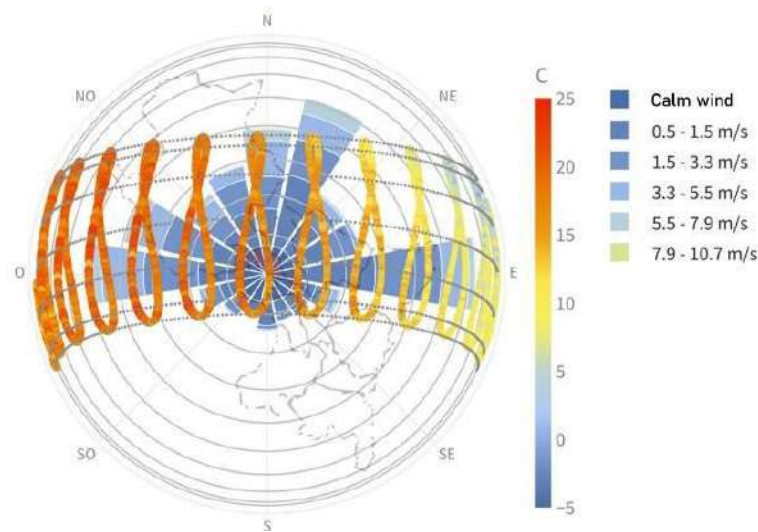 N
NO
NE
O
E
SO
SE
S
C
25
20
15
10
5
0
−5
Calm wind
0.5 - 1.5 m/s
1.5 - 3.3 m/s
3.3 - 5.5 m/s
5.5 - 7.9 m/s
7.9 - 10.7 m/s